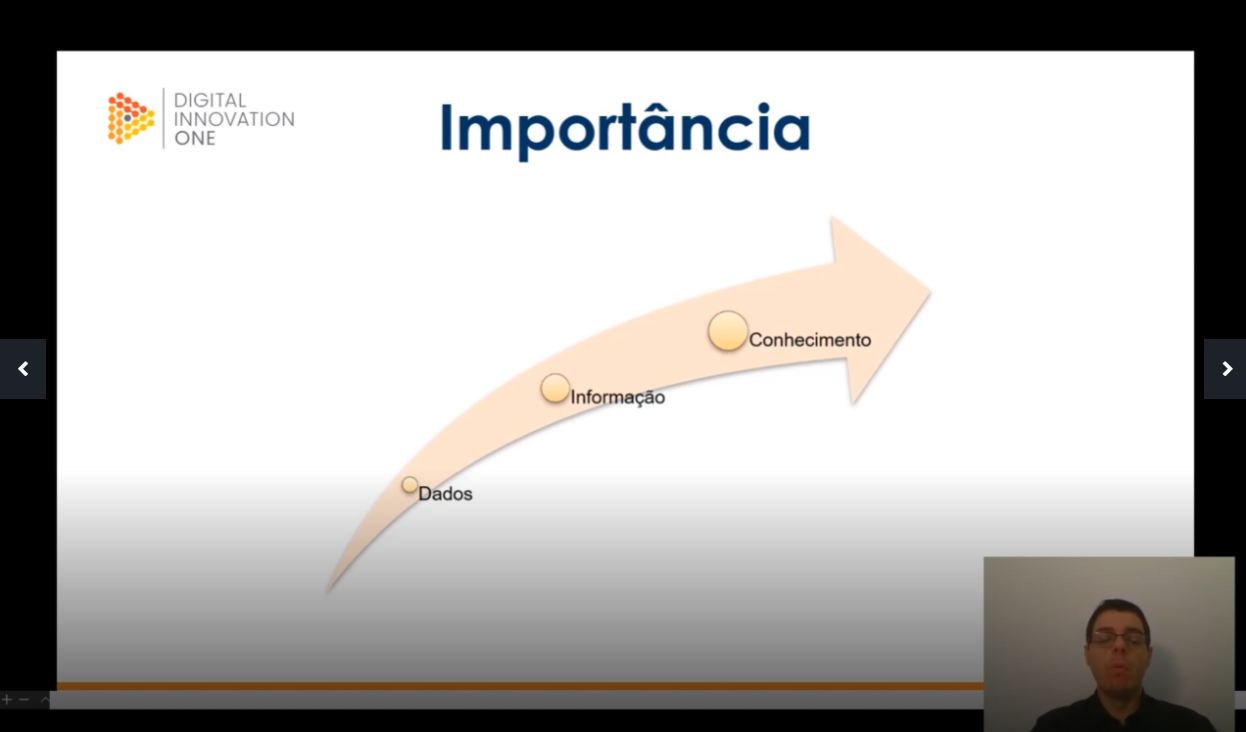 DIGITAL
INNOVATION
ONE
Importância
Conhecimento
Informação
Dados